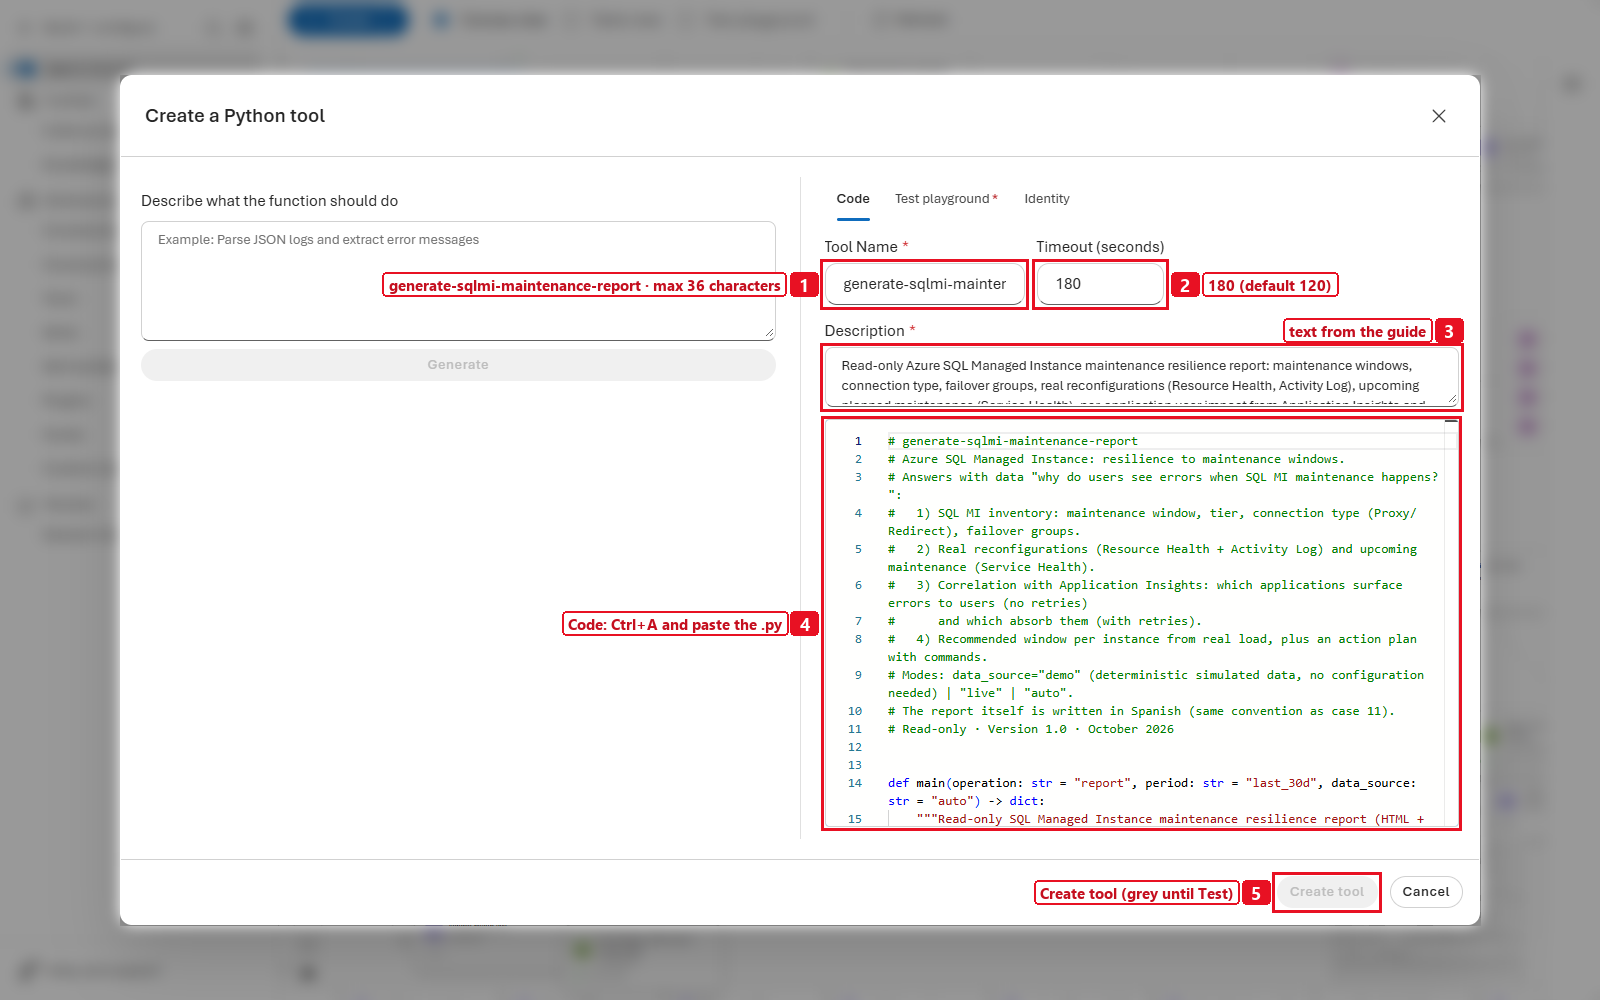 Create a Python tool
Describe what the function should do
Example: Parse JSON logs and extract error messages
Generate
Code
Test playground *
Identity
Tool Name *
Timeout (seconds)
generate-sqlmi-maintenance-report · max 36 characters
1
generate-sqlmi-mainter
180
2
180 (default 120)
Description *
text from the guide
3
Read-only Azure SQL Managed Instance maintenance resilience report: maintenance windows,
connection type, failover groups, real reconfigurations (Resource Health, Activity Log), upcoming
planned maintenance (Service Health), per-application user impact from Application Insights and
1 # generate-sqlmi-maintenance-report
2 # Azure SQL Managed Instance: resilience to maintenance windows.
3 # Answers with data "why do users see errors when SQL MI maintenance happens?
":
4 #   1) SQL MI inventory: maintenance window, tier, connection type (Proxy/
Redirect), failover groups.
5 #   2) Real reconfigurations (Resource Health + Activity Log) and upcoming
maintenance (Service Health).
6 #   3) Correlation with Application Insights: which applications surface
errors to users (no retries)
7 #      and which absorb them (with retries).
8 #   4) Recommended window per instance from real load, plus an action plan
with commands.
9 # Modes: data_source="demo" (deterministic simulated data, no configuration
needed) | "live" | "auto".
10 # The report itself is written in Spanish (same convention as case 11).
11 # Read-only · Version 1.0 · October 2026
12
13
14 def main(operation: str = "report", period: str = "last_30d", data_source:
str = "auto") -> dict:
15 """Read-only SQL Managed Instance maintenance resilience report (HTML +
Code: Ctrl+A and paste the .py
4
Create tool (grey until Test)
5
Create tool
Cancel